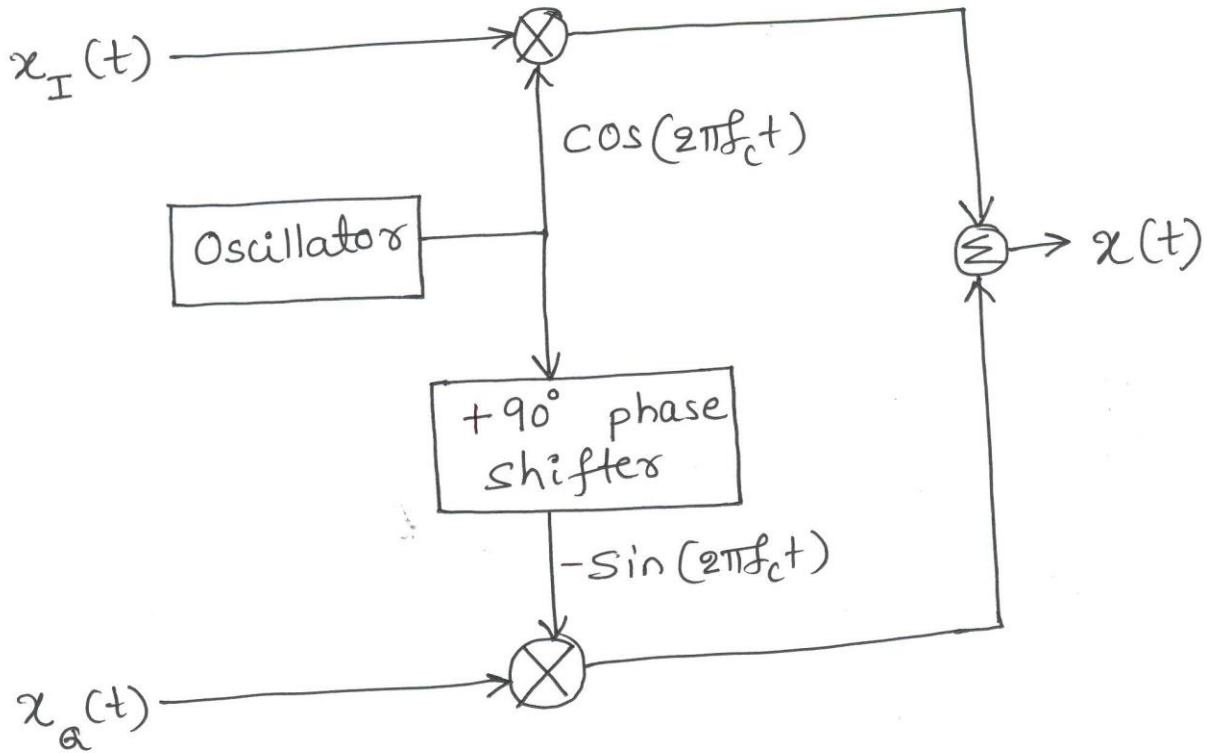 x_I(t)
cos(2πf_ct)
Oscillator
Σ
x(t)
+90° phase
shifter
-Sin(2πf_ct)
x_Q(t)